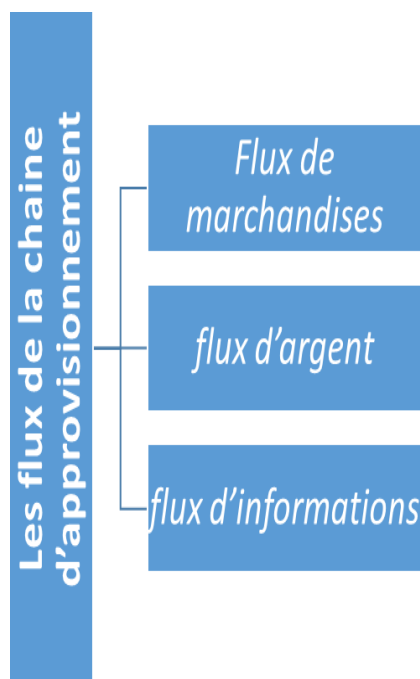 Les flux de la chaine
d’approvisionnement
Flux de
marchandises
flux d’argent
flux d’informations